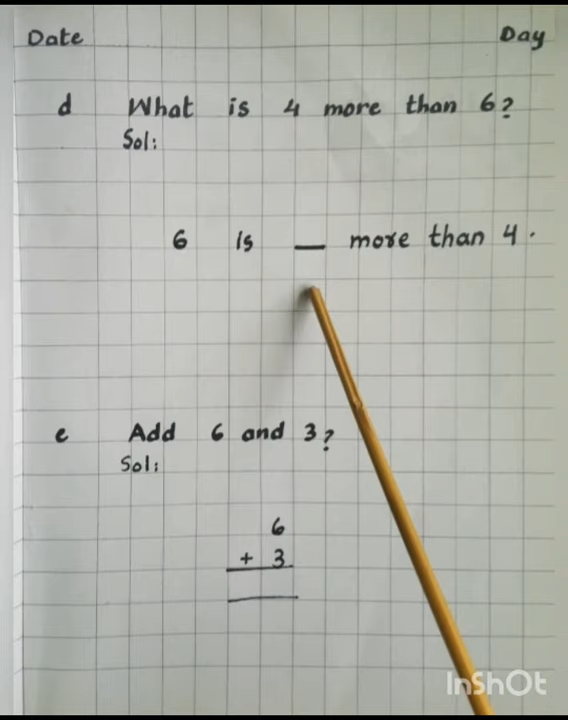 Date Day
d What is 4 more than 6?
Sol:
6 is __ more than 4.
e Add 6 and 3?
Sol:
6
+ 3
InShOt